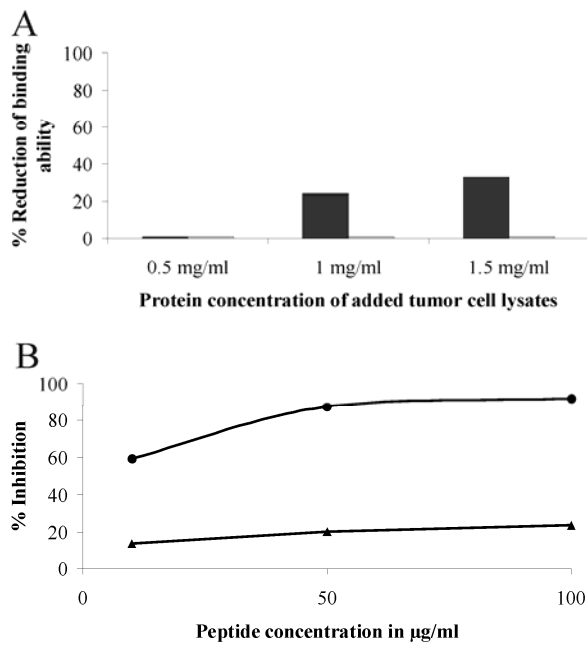 A
% Reduction of binding
ability
100
80
60
40
20
0
0.5 mg/ml 1 mg/ml 1.5 mg/ml
Protein concentration of added tumor cell lysates
B
% Inhibition
100
80
60
40
20
0
0 50 100
Peptide concentration in µg/ml